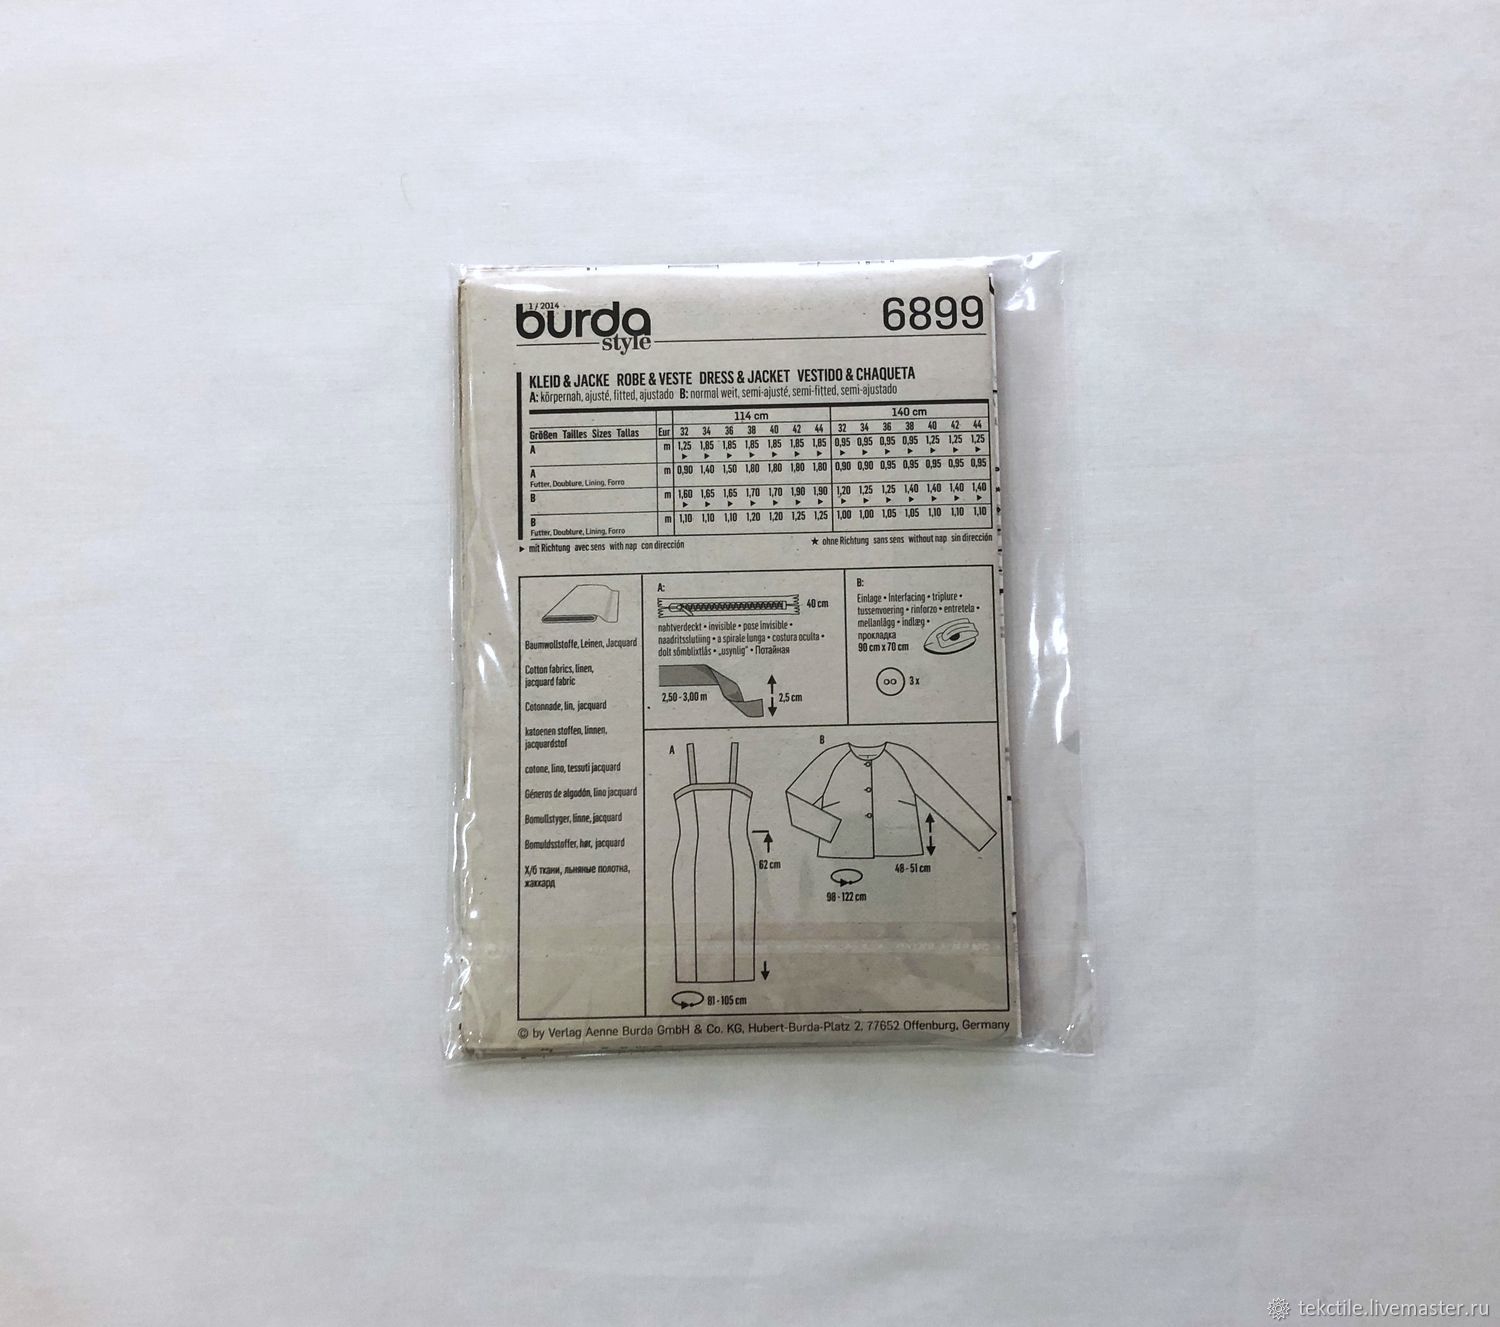 1/2014
burda
style
6899
KLEID & JACKE ROBE & VESTE DRESS & JACKET VESTIDO & CHAQUETA
A: körpernah, ajusté, fitted, ajustado B: normal weit, semi-ajusté, semi-fitted, semi-ajustado
114 cm 140 cm
Größen Tailles Sizes Tallas Eur 32 34 36 38 40 42 44 32 34 36 38 40 42 44
A m 1,25 1,85 1,85 1,85 1,85 1,85 1,85 0,95 0,95 0,95 0,95 1,25 1,25 1,25
A m 0,90 1,40 1,50 1,80 1,80 1,80 1,80 0,90 0,90 0,95 0,95 0,95 0,95 0,95
Futter, Doublure, Lining, Forro
B m 1,60 1,65 1,65 1,70 1,70 1,90 1,90 1,20 1,25 1,25 1,40 1,40 1,40 1,40
B m 1,10 1,10 1,10 1,20 1,20 1,25 1,25 1,00 1,00 1,05 1,05 1,10 1,10 1,10
Futter, Doublure, Lining, Forro
▸ mit Richtung avec sens with nap con dirección ★ ohne Richtung sans sens without nap sin dirección
Baumwollstoffe, Leinen, Jacquard
Cotton fabrics, linen,
jacquard fabric
Cotonnade, lin, jacquard
katoenen stoffen, linnen,
jacquardstof
cotone, lino, tessuti jacquard
Géneros de algodón, lino jacquard
Bomullstyger, linne, jacquard
Bomuldsstoffer, hør, jacquard
Х/б ткани, льняные полотна,
жаккард
A:
40 cm
nahtverdeckt • invisible • pose invisible •
naadritssluting • a spirale lunga • costura oculta •
dolt sömblixtlås • „usynlig“ • Потайная
2,50 - 3,00 m
2,5 cm
B:
Einlage • Interfacing • triplure •
tussenvoering • rinforzo • entretela •
mellanlägg • indlæg •
прокладка
90 cm x 70 cm
3 x
A
62 cm
81 - 105 cm
B
48 - 51 cm
98 - 122 cm
© by Verlag Aenne Burda GmbH & Co. KG, Hubert-Burda-Platz 2, 77652 Offenburg, Germany
tekctile.livemaster.ru